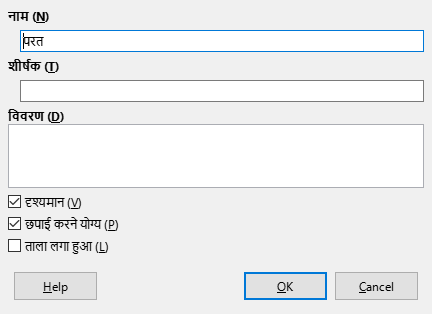 नाम (N)
परत
शीर्षक (T)
विवरण (D)
दृश्यमान (V)
छपाई करने योग्य (P)
ताला लगा हुआ (L)
Help OK Cancel